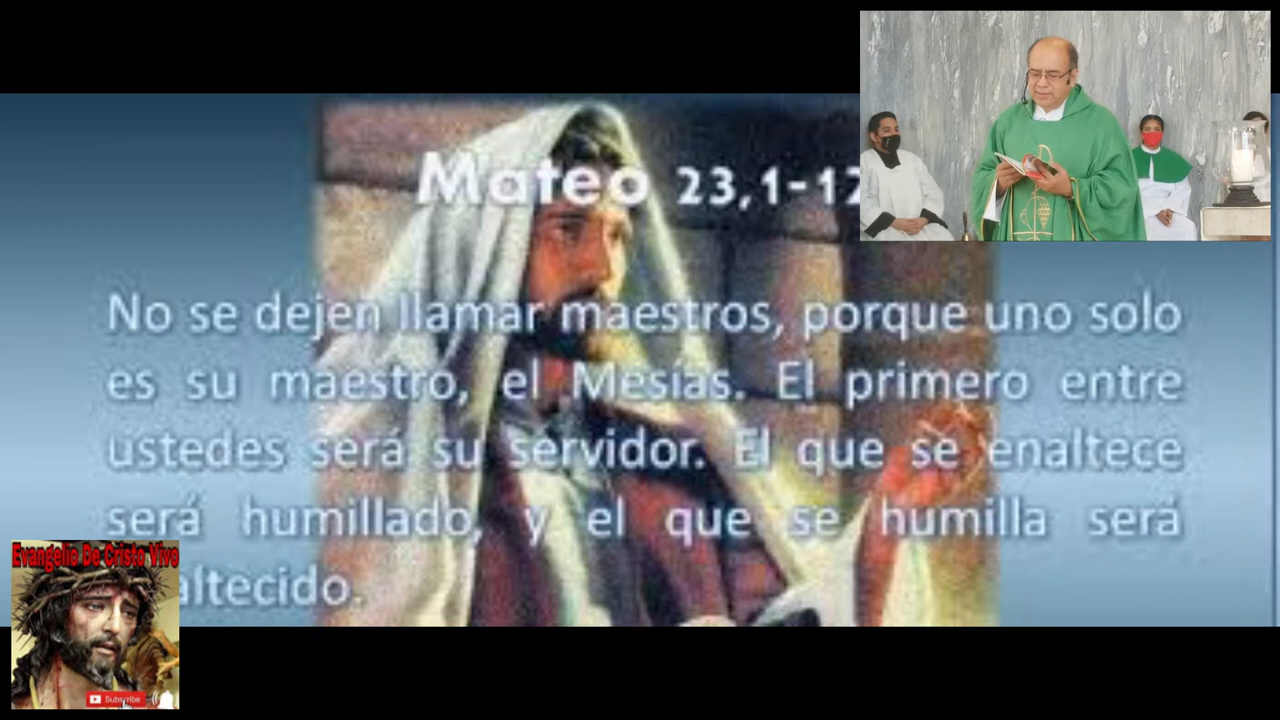 Mateo 23,1-12
No se dejen llamar maestros, porque uno solo
es su maestro, el Mesías. El primero entre
ustedes será su servidor. El que se enaltece
será humillado, y el que se humilla será
altecido.
Evangelio De Cristo Vivo
Subscribe